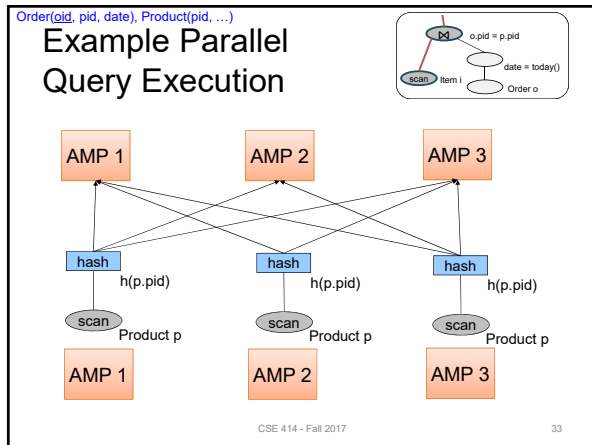 Order(oid, pid, date), Product(pid, …)
Example Parallel
Query Execution
⋈
o.pid = p.pid
date = today()
scan
Item i
Order o
AMP 1
AMP 2
AMP 3
hash
hash
hash
h(p.pid)
h(p.pid)
h(p.pid)
scan
scan
scan
Product p
Product p
Product p
AMP 1
AMP 2
AMP 3
CSE 414 - Fall 2017
33